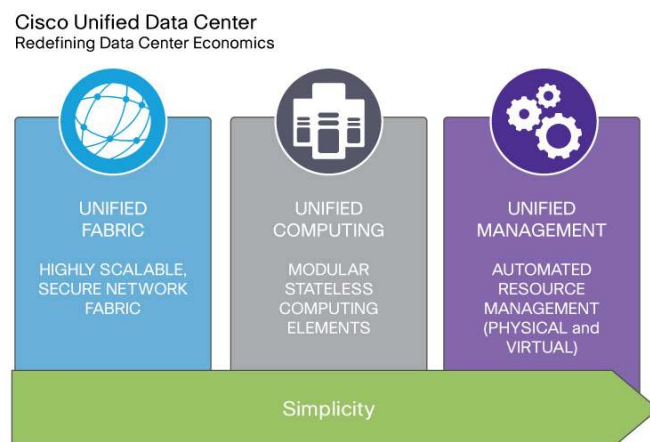 Cisco Unified Data Center
Redefining Data Center Economics
UNIFIED
FABRIC
HIGHLY SCALABLE,
SECURE NETWORK
FABRIC
UNIFIED
COMPUTING
MODULAR
STATELESS
COMPUTING
ELEMENTS
UNIFIED
MANAGEMENT
AUTOMATED
RESOURCE
MANAGEMENT
(PHYSICAL and
VIRTUAL)
Simplicity